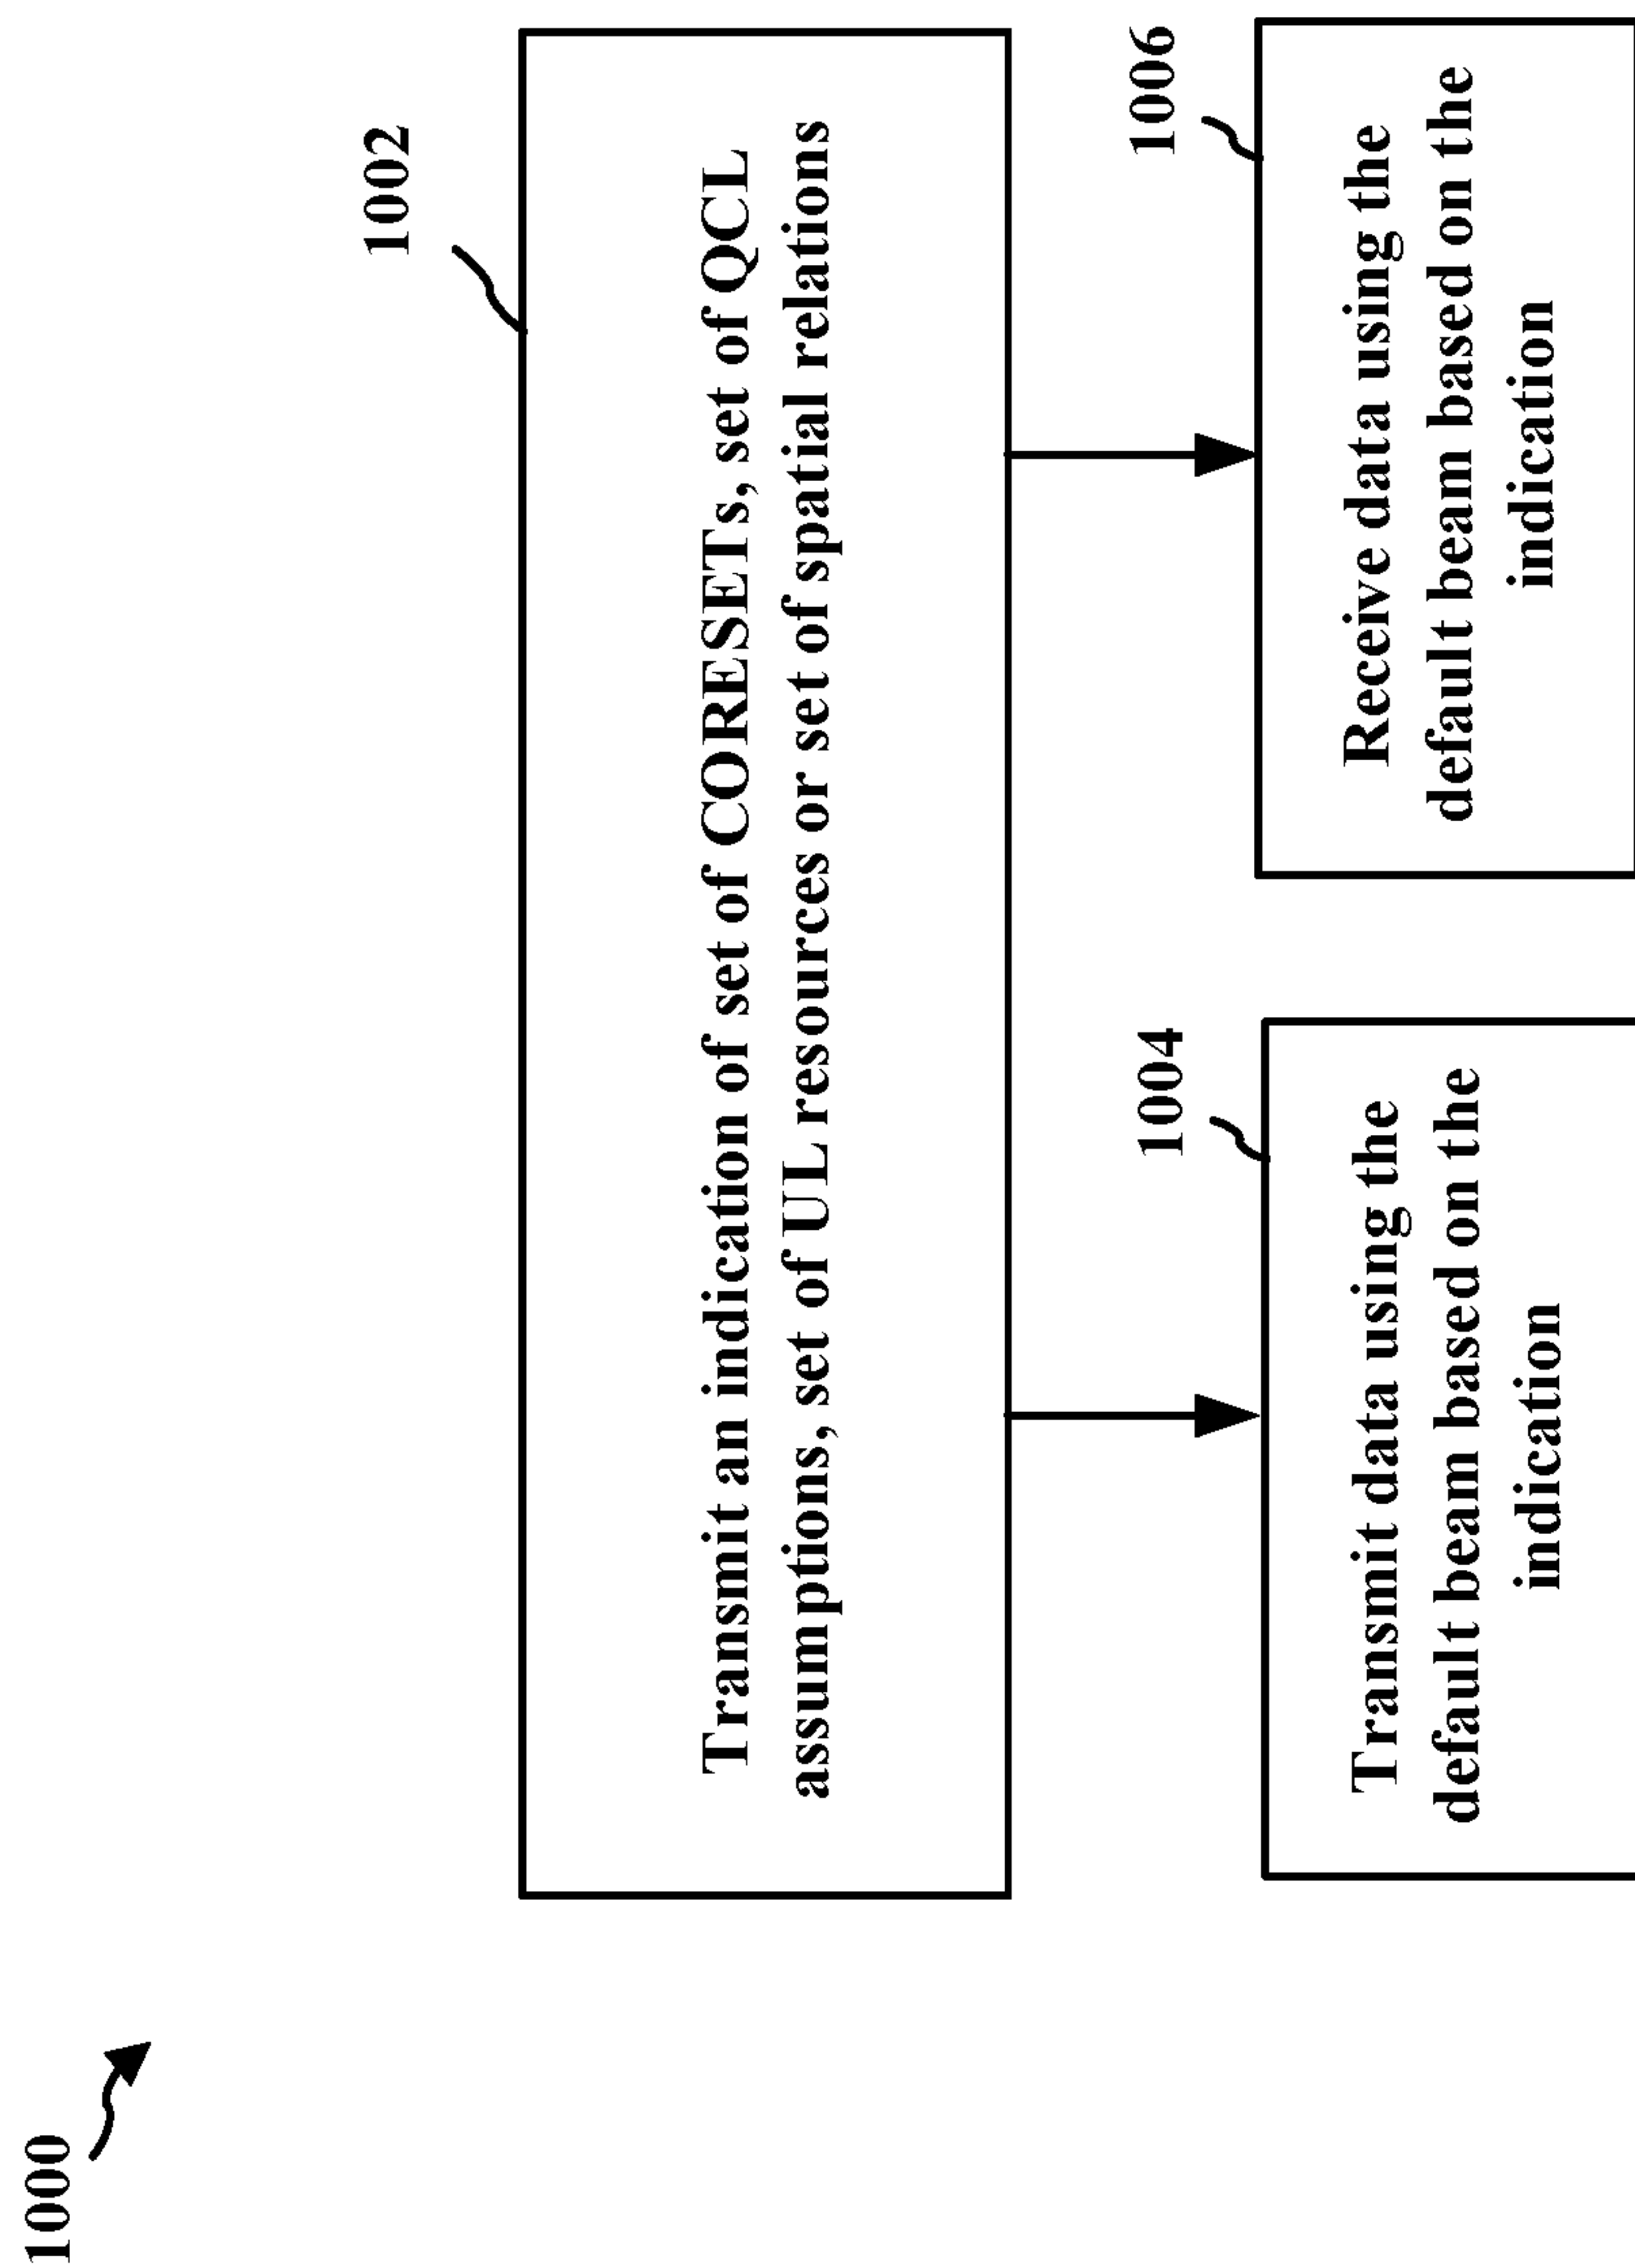 1000
1002
Transmit an indication of set of CORESETs, set of QCL
assumptions, set of UL resources or set of spatial relations
1004
Transmit data using the
default beam based on the
indication
1006
Receive data using the
default beam based on the
indication